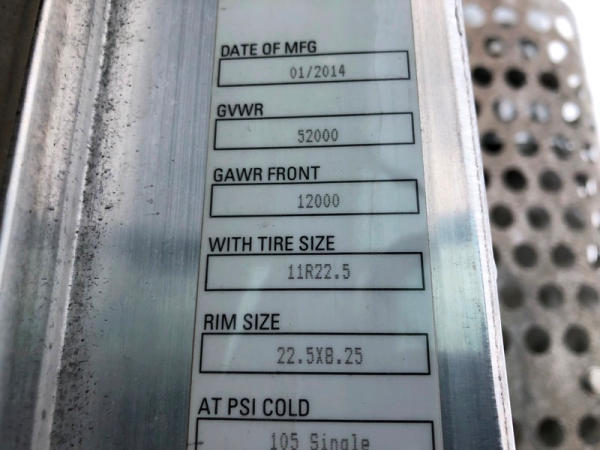 DATE OF MFG
01/2014
GVWR
52000
GAWR FRONT
12000
WITH TIRE SIZE
11R22.5
RIM SIZE
22.5X8.25
AT PSI COLD
105 Single